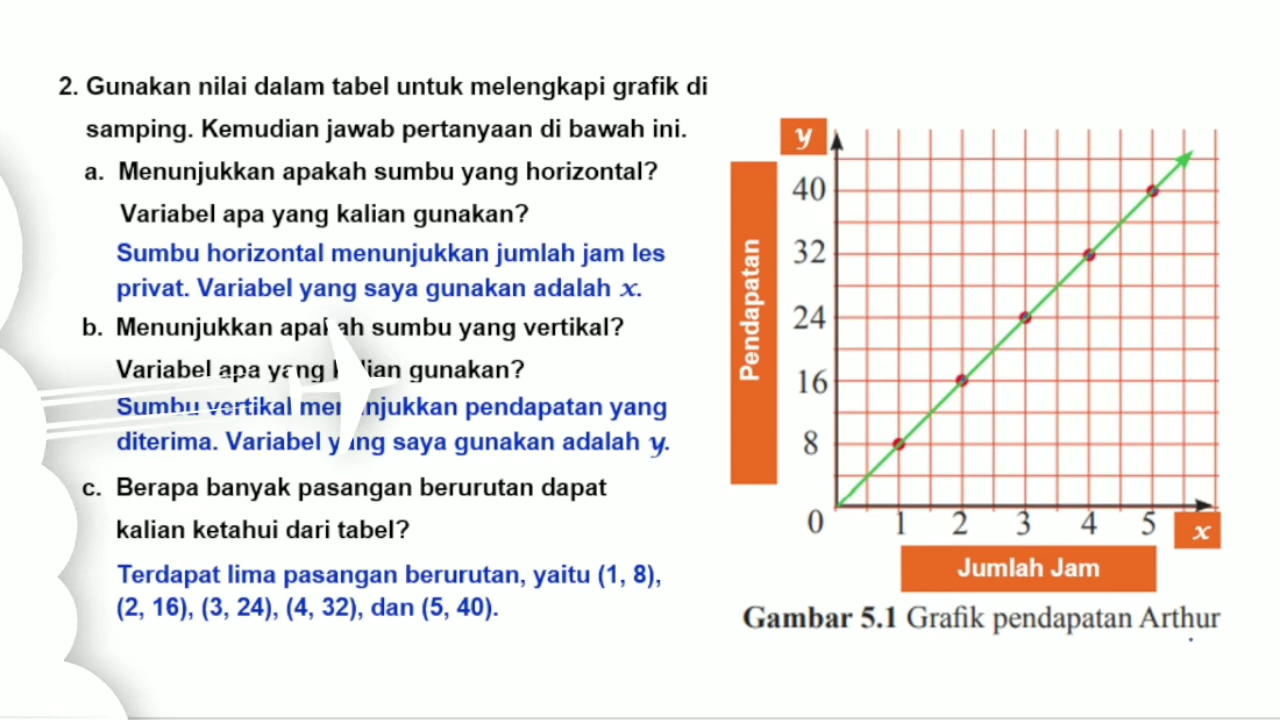 2. Gunakan nilai dalam tabel untuk melengkapi grafik di
samping. Kemudian jawab pertanyaan di bawah ini.
a. Menunjukkan apakah sumbu yang horizontal?
Variabel apa yang kalian gunakan?
Sumbu horizontal menunjukkan jumlah jam les
privat. Variabel yang saya gunakan adalah x.
b. Menunjukkan apakah sumbu yang vertikal?
Variabel apa yang kalian gunakan?
Sumbu vertikal menunjukkan pendapatan yang
diterima. Variabel yang saya gunakan adalah y.
c. Berapa banyak pasangan berurutan dapat
kalian ketahui dari tabel?
Terdapat lima pasangan berurutan, yaitu (1, 8),
(2, 16), (3, 24), (4, 32), dan (5, 40).
y
Pendapatan
40
32
24
16
8
0
1 2 3 4 5
x
Jumlah Jam
Gambar 5.1 Grafik pendapatan Arthur